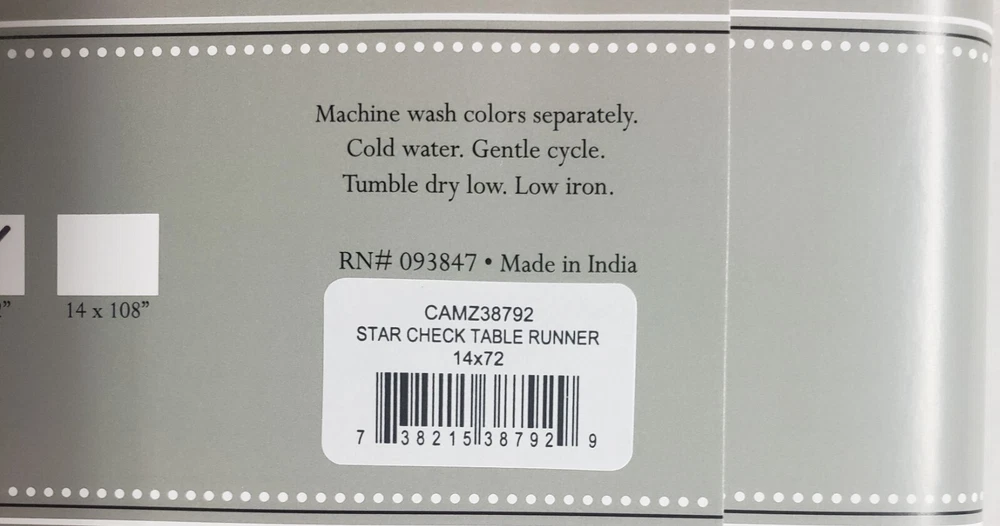 Machine wash colors separately.
Cold water. Gentle cycle.
Tumble dry low. Low iron.
14 x 108”
RN# 093847 • Made in India
CAMZ38792
STAR CHECK TABLE RUNNER
14x72
7 38215 38792 9